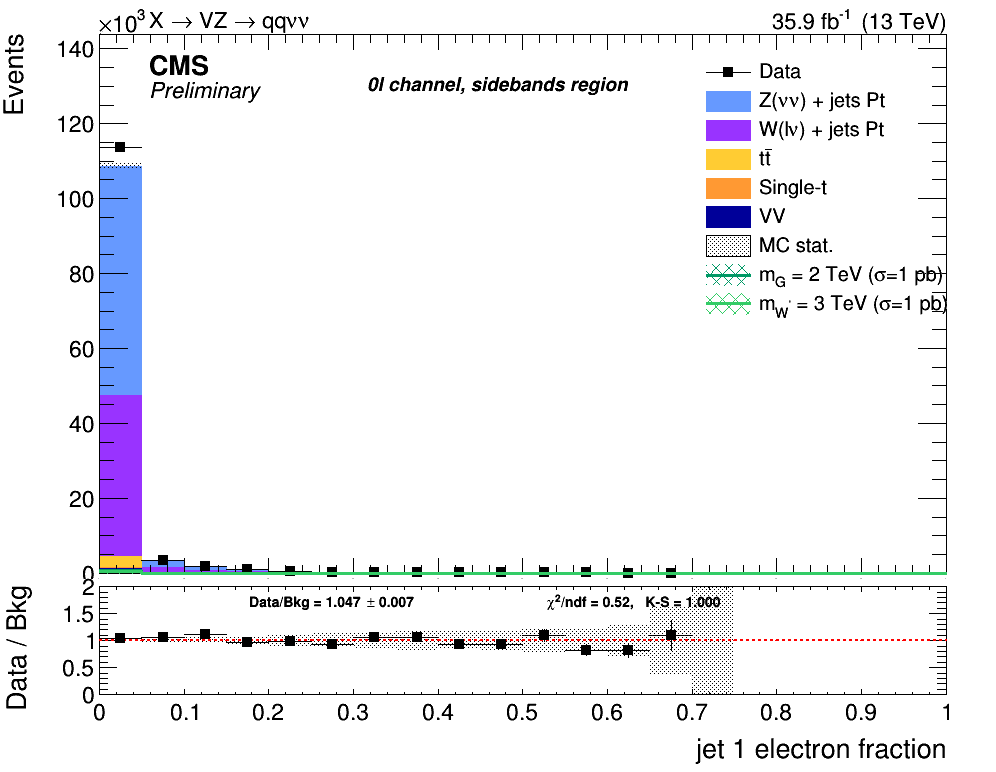 ×10³ X → VZ → qqνν 35.9 fb⁻¹ (13 TeV)
Events
140
120
100
80
60
40
20
0
CMS
Preliminary
0l channel, sidebands region
Data
Z(νν) + jets Pt
W(lν) + jets Pt
tt̄
Single-t
VV
MC stat.
m_G = 2 TeV (σ=1 pb)
m_W' = 3 TeV (σ=1 pb)
Data / Bkg
2
1.5
1
0.5
0
Data/Bkg = 1.047 ± 0.007 χ²/ndf = 0.52, K-S = 1.000
0 0.1 0.2 0.3 0.4 0.5 0.6 0.7 0.8 0.9 1
jet 1 electron fraction